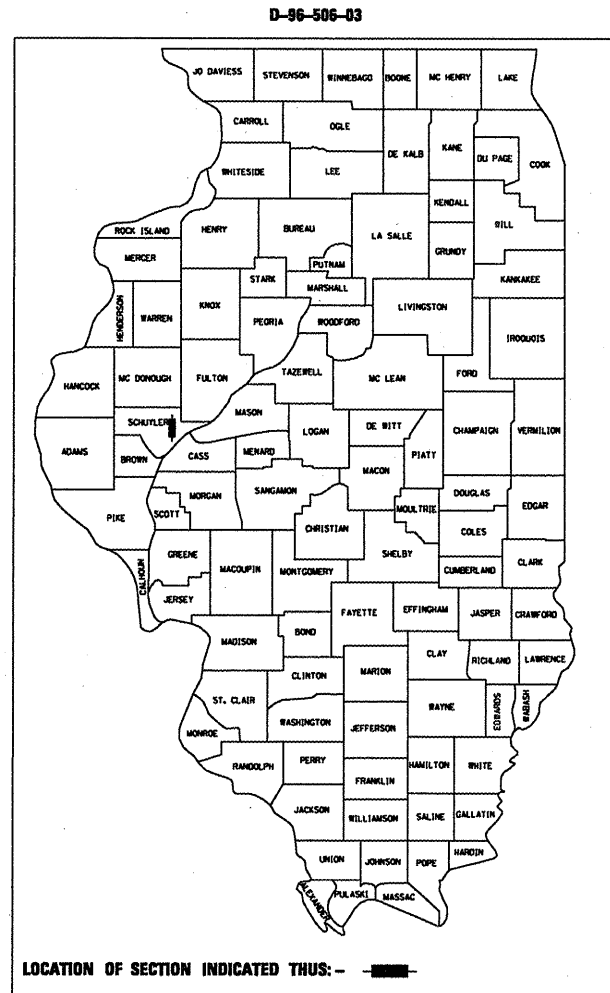 D-96-506-03
JO DAVIESS
STEVENSON
WINNEBAGO
BOONE
MC HENRY
LAKE
CARROLL
OGLE
DE KALB
KANE
DU PAGE
COOK
WHITESIDE
LEE
KENDALL
ROCK ISLAND
HENRY
BUREAU
LA SALLE
GRUNDY
WILL
MERCER
PUTNAM
KANKAKEE
HENDERSON
WARREN
KNOX
STARK
MARSHALL
LIVINGSTON
PEORIA
WOODFORD
IROQUOIS
HANCOCK
MC DONOUGH
FULTON
TAZEWELL
MC LEAN
FORD
SCHUYLER
MASON
LOGAN
DE WITT
PIATT
CHAMPAIGN
VERMILION
ADAMS
BROWN
CASS
MENARD
MACON
PIKE
SCOTT
MORGAN
SANGAMON
MOULTRIE
DOUGLAS
EDGAR
CHRISTIAN
COLES
CALHOUN
GREENE
MACOUPIN
MONTGOMERY
SHELBY
CUMBERLAND
CLARK
JERSEY
FAYETTE
EFFINGHAM
JASPER
CRAWFORD
MADISON
BOND
CLAY
RICHLAND
LAWRENCE
CLINTON
MARION
ST. CLAIR
WAYNE
EDWARDS
WABASH
MONROE
WASHINGTON
JEFFERSON
RANDOLPH
PERRY
HAMILTON
WHITE
FRANKLIN
JACKSON
WILLIAMSON
SALINE
GALLATIN
UNION
JOHNSON
POPE
HARDIN
ALEXANDER
PULASKI
MASSAC
LOCATION OF SECTION INDICATED THUS: -